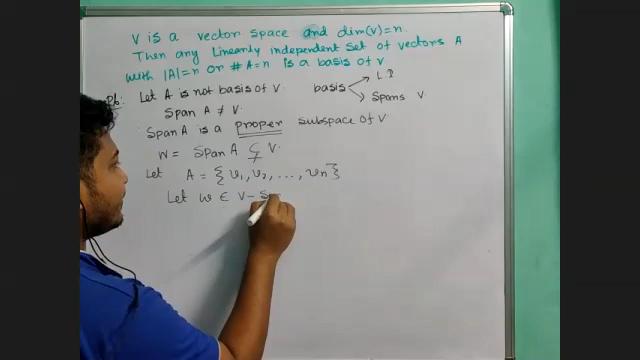 V is a vector space and dim(V)=n.
Then any Linearly independent set of vectors A
with |A|=n or # A=n is a basis of V
Let A is not basis of V. basis L.I
Span A ≠ V. Spans V.
Span A is a proper subspace of V.
W = Span A ⊊ V.
Let A = { v1, v2, ..., vn }
Let w ∈ V - S